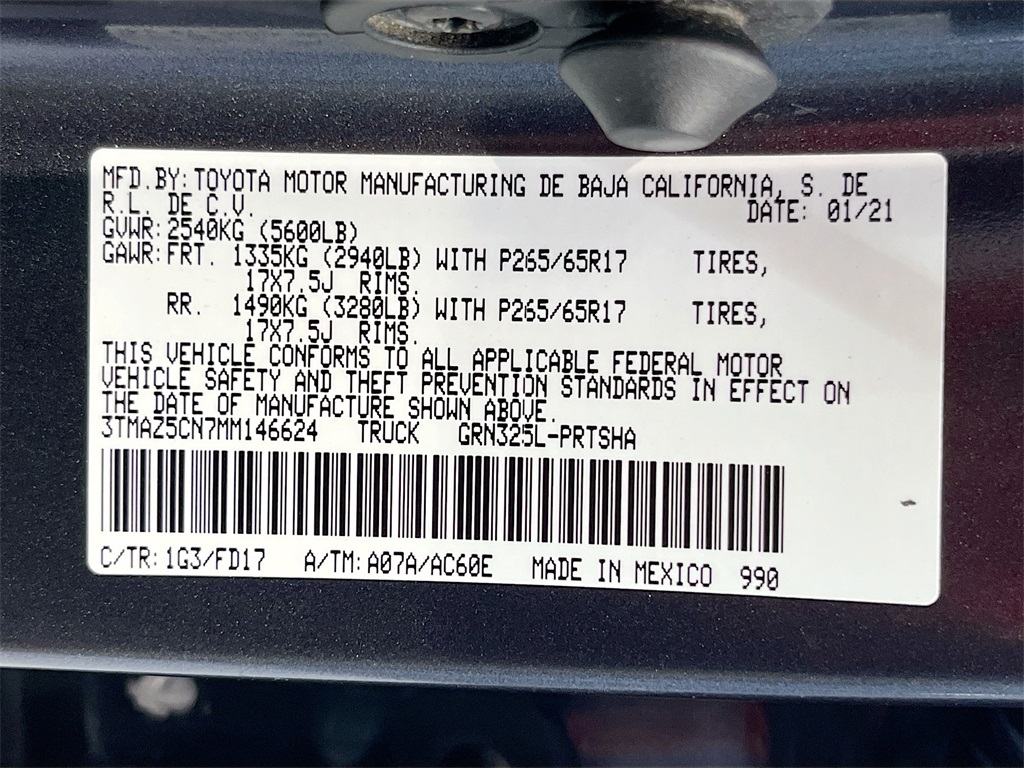 MFD.BY:TOYOTA MOTOR MANUFACTURING DE BAJA CALIFORNIA, S. DE
R.L. DE C.V. DATE: 01/21
GVWR:2540KG (5600LB)
GAWR:FRT. 1335KG (2940LB) WITH P265/65R17 TIRES,
17X7.5J RIMS.
RR. 1490KG (3280LB) WITH P265/65R17 TIRES,
17X7.5J RIMS.
THIS VEHICLE CONFORMS TO ALL APPLICABLE FEDERAL MOTOR
VEHICLE SAFETY AND THEFT PREVENTION STANDARDS IN EFFECT ON
THE DATE OF MANUFACTURE SHOWN ABOVE.
3TMAZ5CN7MM146624 TRUCK GRN325L-PRTSHA
C/TR:1G3/FD17 A/TM:A07A/AC60E MADE IN MEXICO 990